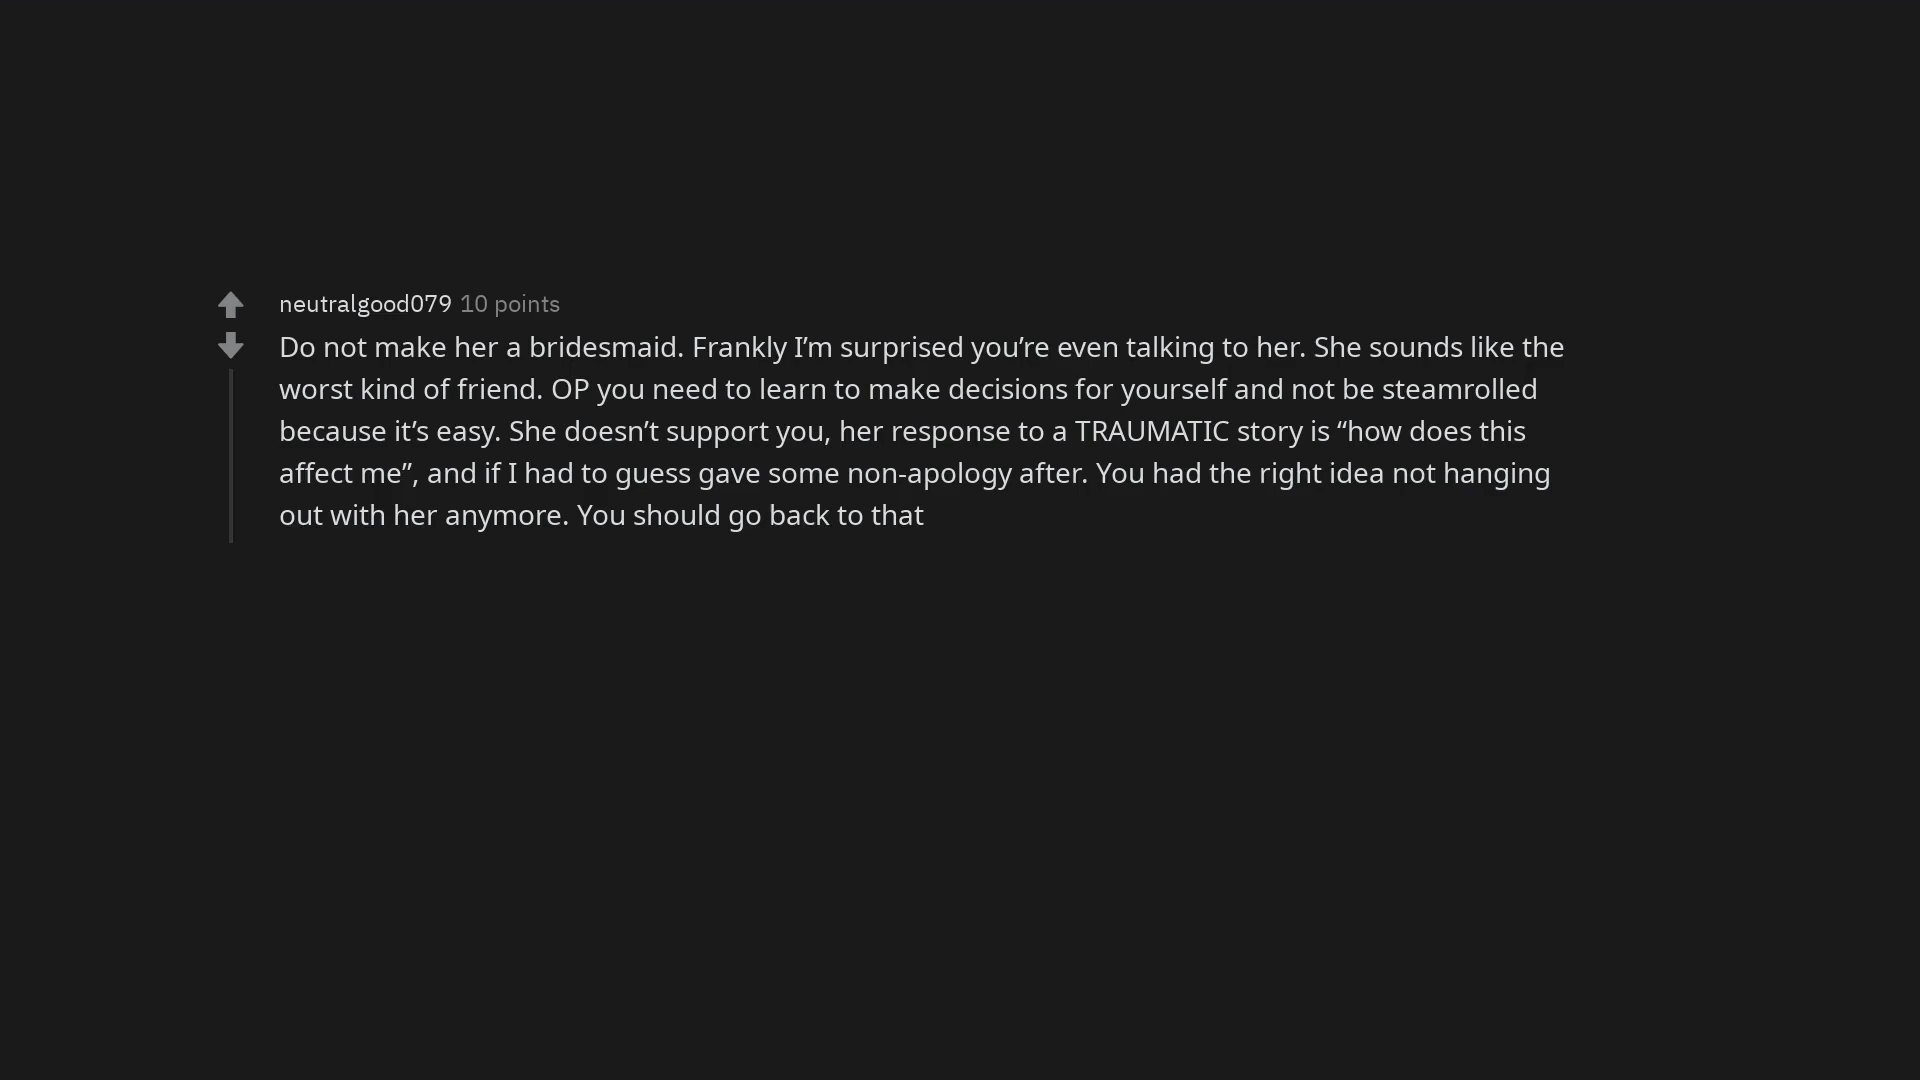 neutralgood079 10 points
Do not make her a bridesmaid. Frankly I’m surprised you’re even talking to her. She sounds like the
worst kind of friend. OP you need to learn to make decisions for yourself and not be steamrolled
because it’s easy. She doesn’t support you, her response to a TRAUMATIC story is “how does this
affect me”, and if I had to guess gave some non-apology after. You had the right idea not hanging
out with her anymore. You should go back to that